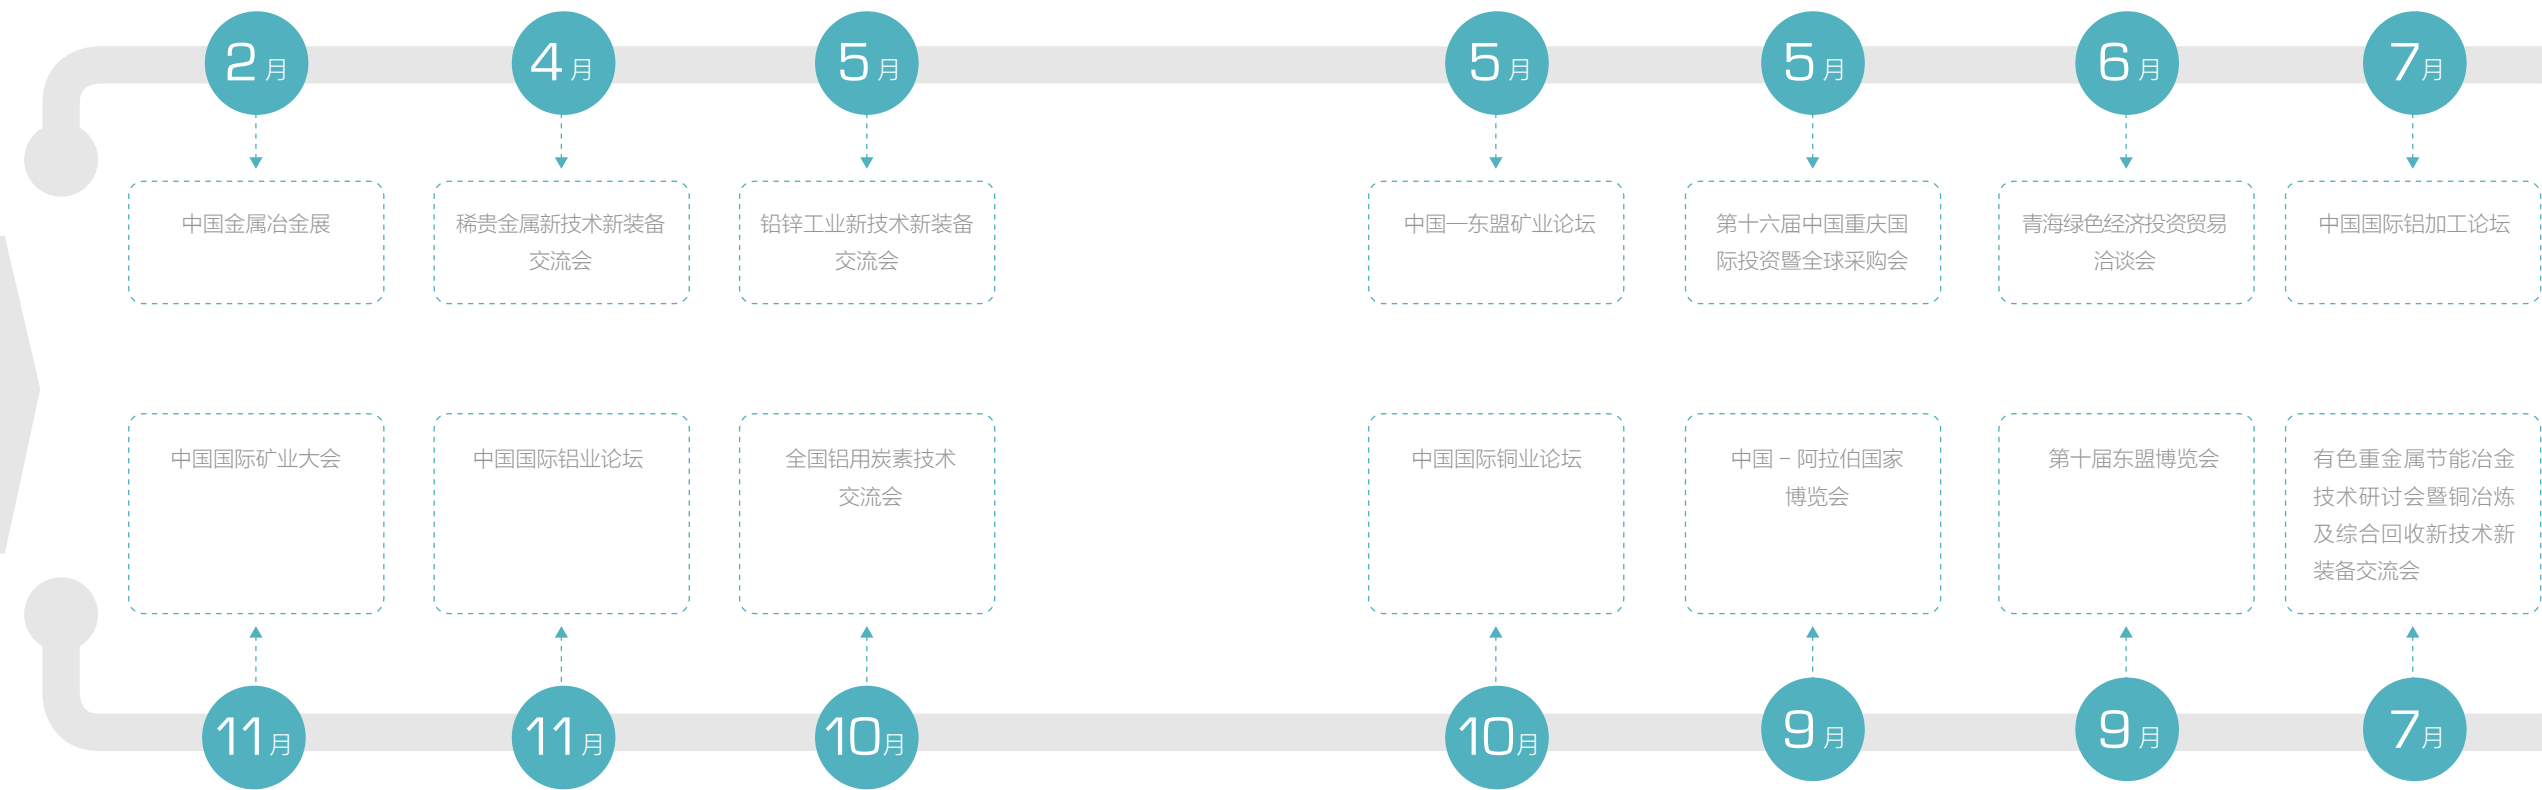 2月
4月
5月
5月
5月
6月
7月
中国金属冶金展
稀贵金属新技术新装备
交流会
铅锌工业新技术新装备
交流会
中国—东盟矿业论坛
第十六届中国重庆国
际投资暨全球采购会
青海绿色经济投资贸易
洽谈会
中国国际铝加工论坛
中国国际矿业大会
中国国际铝业论坛
全国铝用炭素技术
交流会
中国国际铜业论坛
中国－阿拉伯国家
博览会
第十届东盟博览会
有色重金属节能冶金
技术研讨会暨铜冶炼
及综合回收新技术新
装备交流会
11月
11月
10月
10月
9月
9月
7月